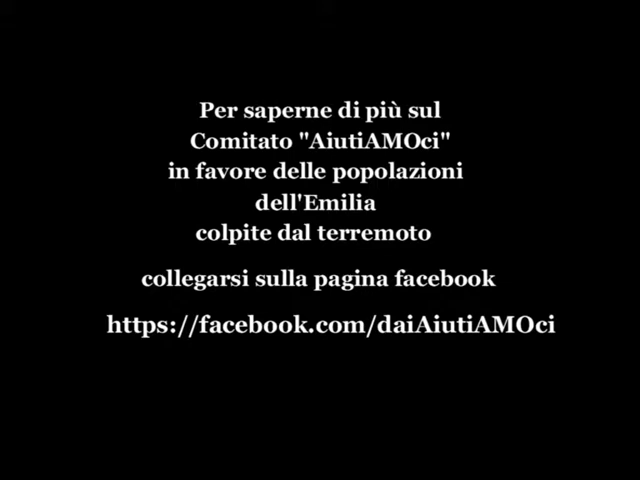 Per saperne di più sul
Comitato "AiutiAMOci"
in favore delle popolazioni
dell'Emilia
colpite dal terremoto
collegarsi sulla pagina facebook
https://facebook.com/daiAiutiAMOci